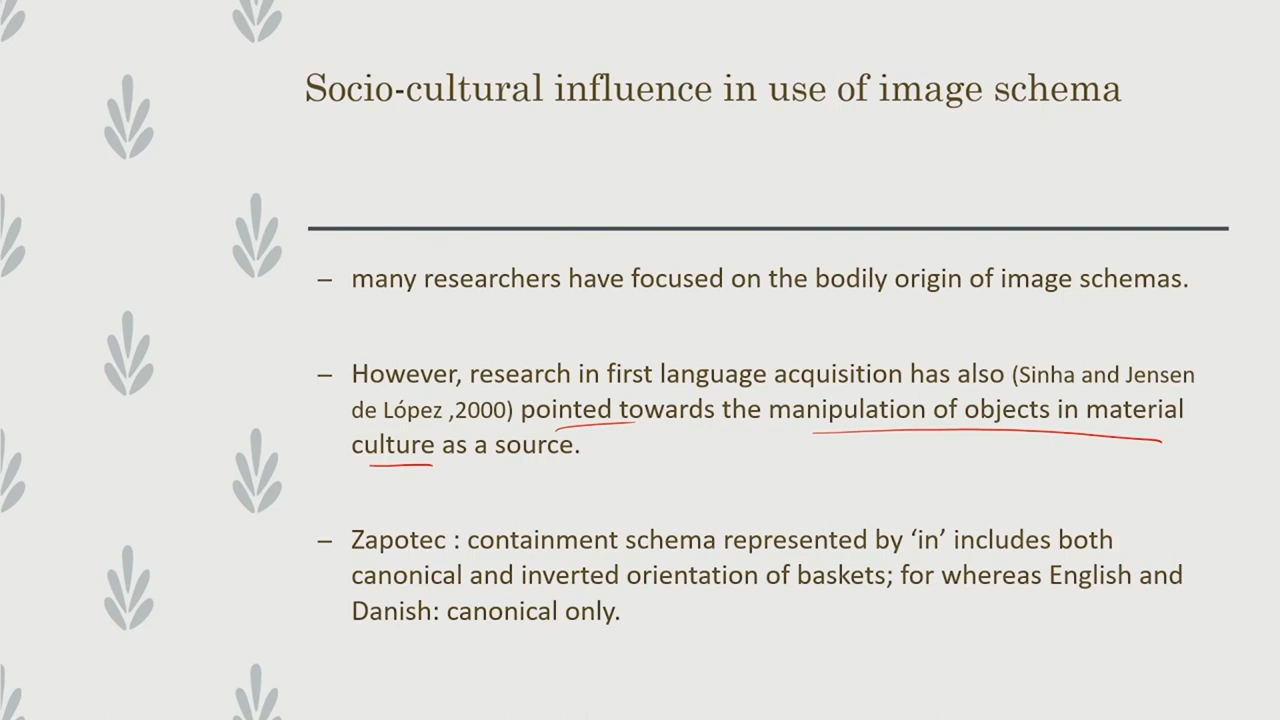 Socio-cultural influence in use of image schema
– many researchers have focused on the bodily origin of image schemas.
– However, research in first language acquisition has also (Sinha and Jensen
de López ,2000) pointed towards the manipulation of objects in material
culture as a source.
– Zapotec : containment schema represented by ‘in’ includes both
canonical and inverted orientation of baskets; for whereas English and
Danish: canonical only.